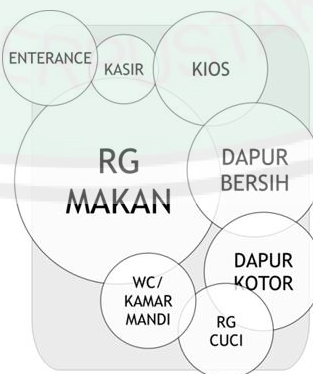 ENTERANCE
KASIR
KIOS
RG
MAKAN
DAPUR
BERSIH
DAPUR
KOTOR
WC/
KAMAR
MANDI
RG
CUCI